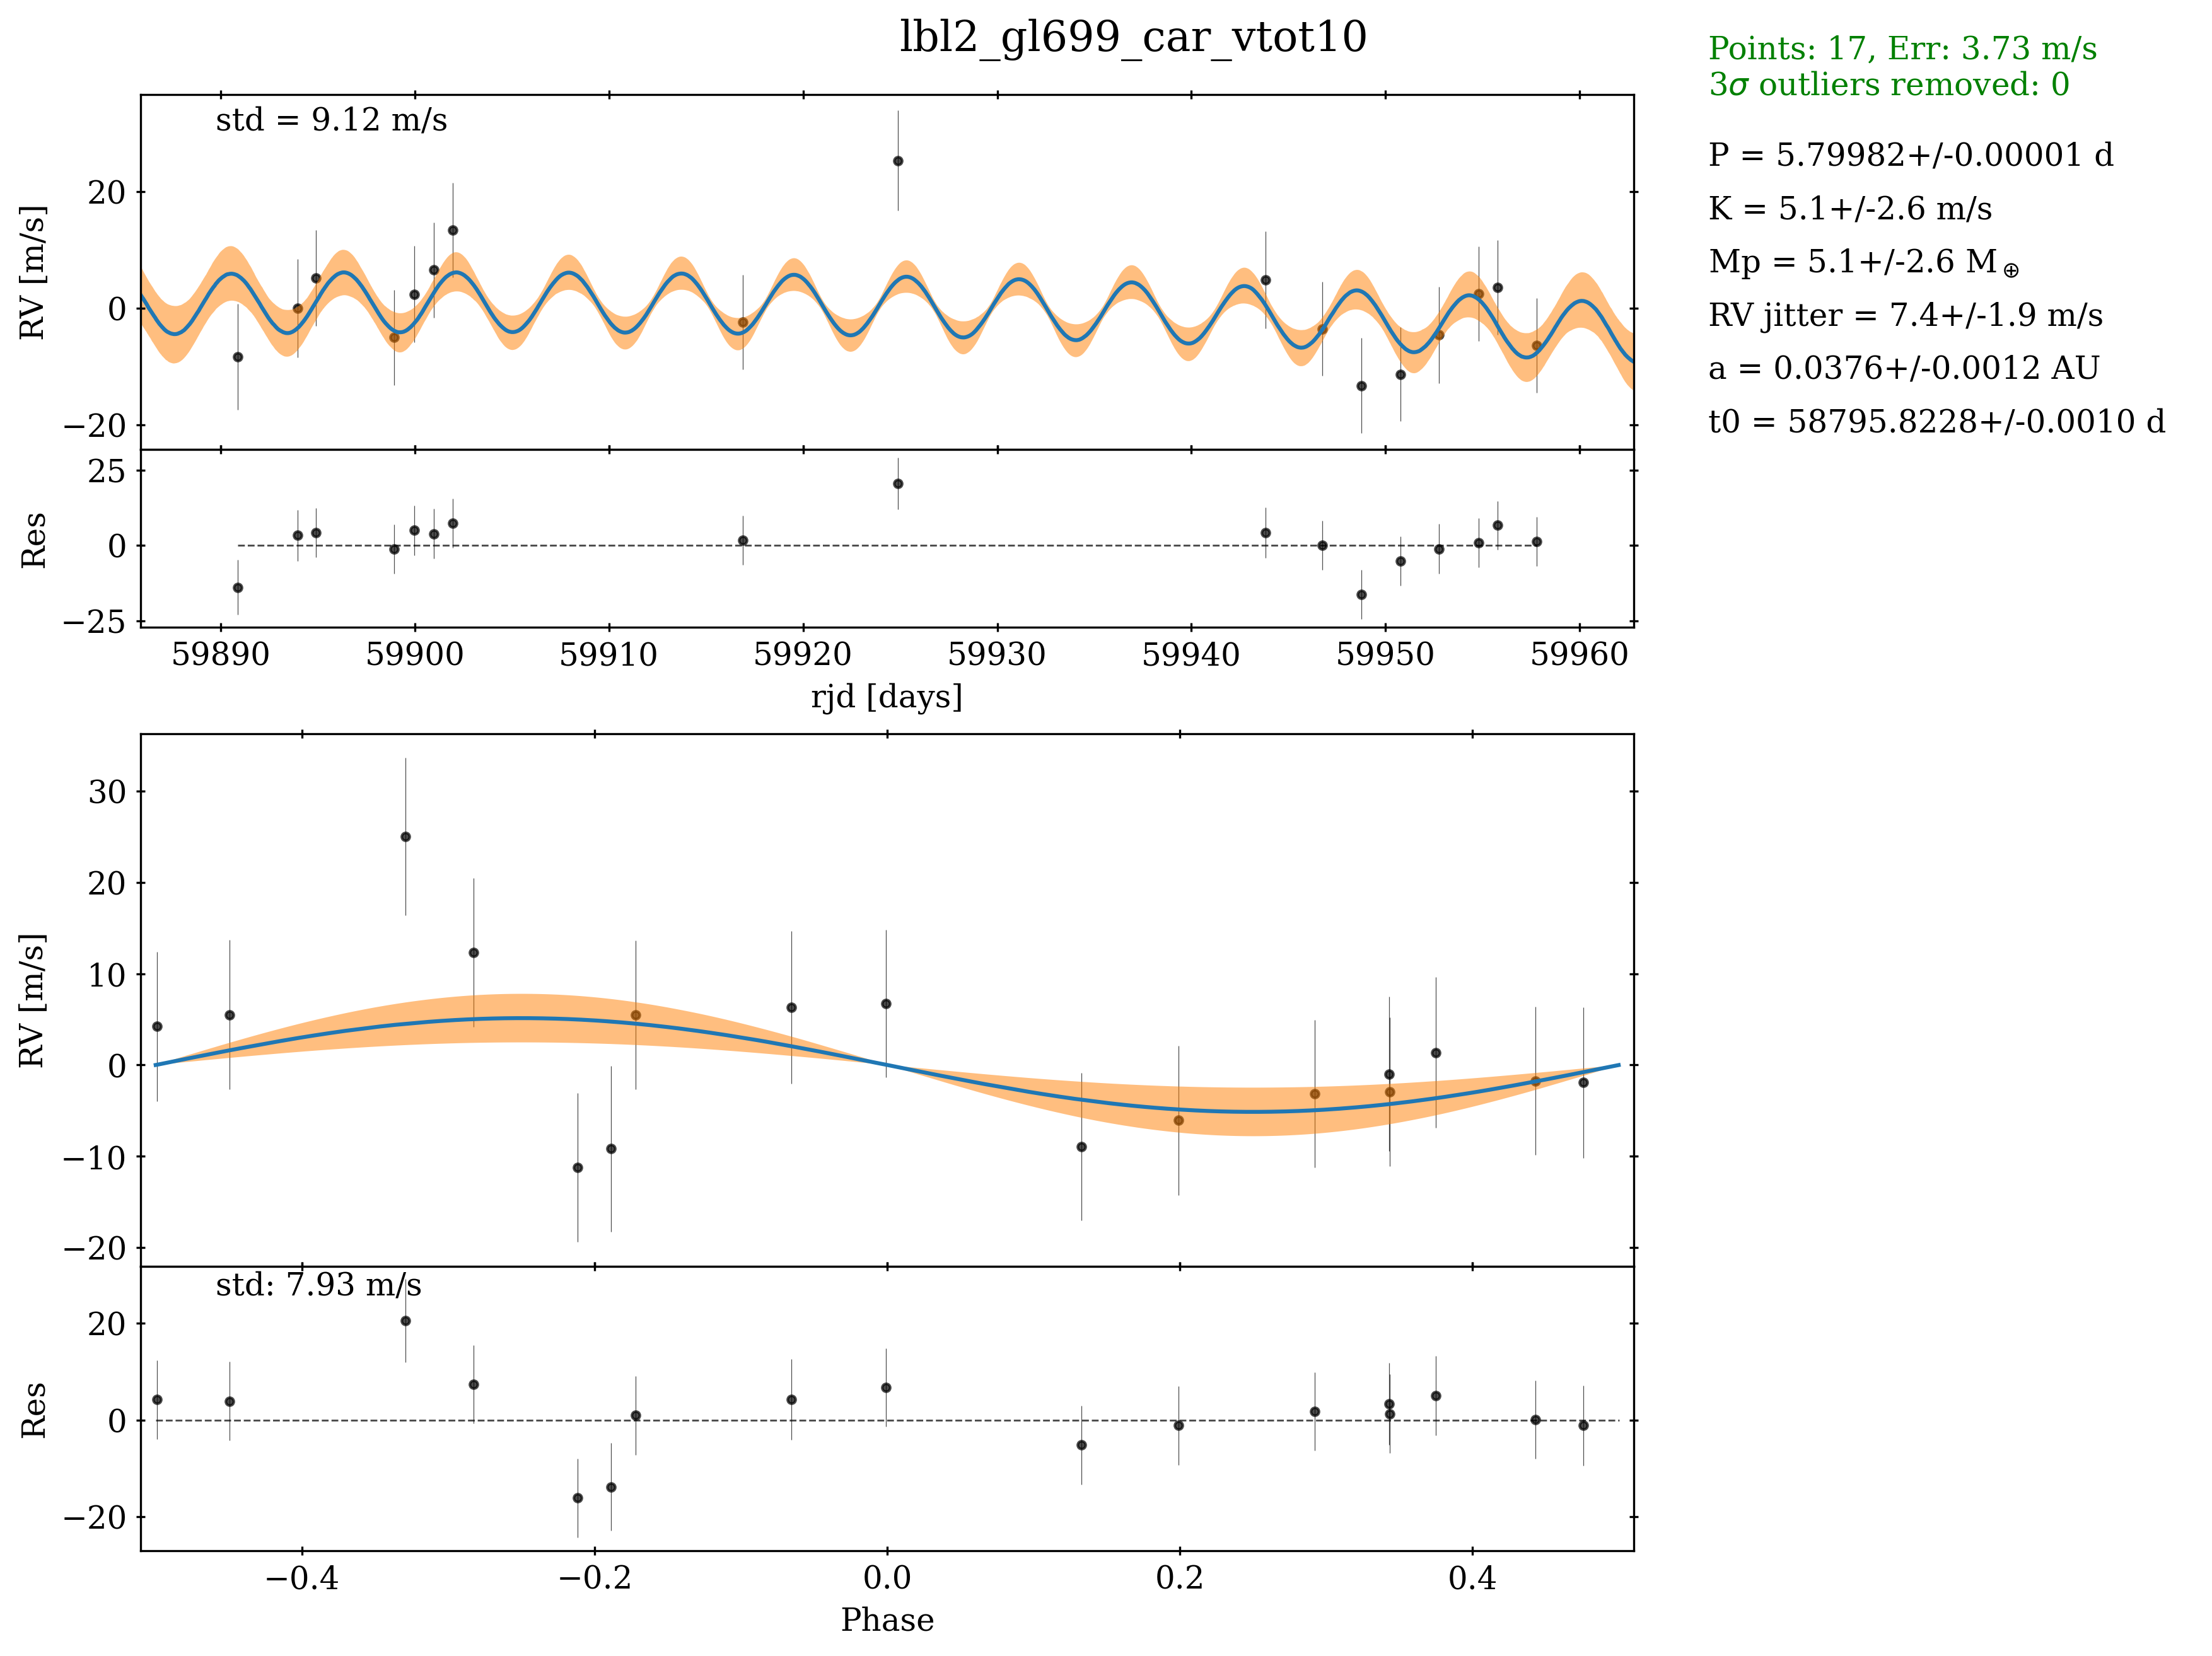 lbl2_gl699_car_vtot10
Points: 17, Err: 3.73 m/s
3σ outliers removed: 0
P = 5.79982+/-0.00001 d
K = 5.1+/-2.6 m/s
Mp = 5.1+/-2.6 M⊕
RV jitter = 7.4+/-1.9 m/s
a = 0.0376+/-0.0012 AU
t0 = 58795.8228+/-0.0010 d
std = 9.12 m/s
RV [m/s]
20
0
−20
Res
25
0
−25
59890 59900 59910 59920 59930 59940 59950 59960
rjd [days]
RV [m/s]
30
20
10
0
−10
−20
std: 7.93 m/s
Res
20
0
−20
−0.4 −0.2 0.0 0.2 0.4
Phase